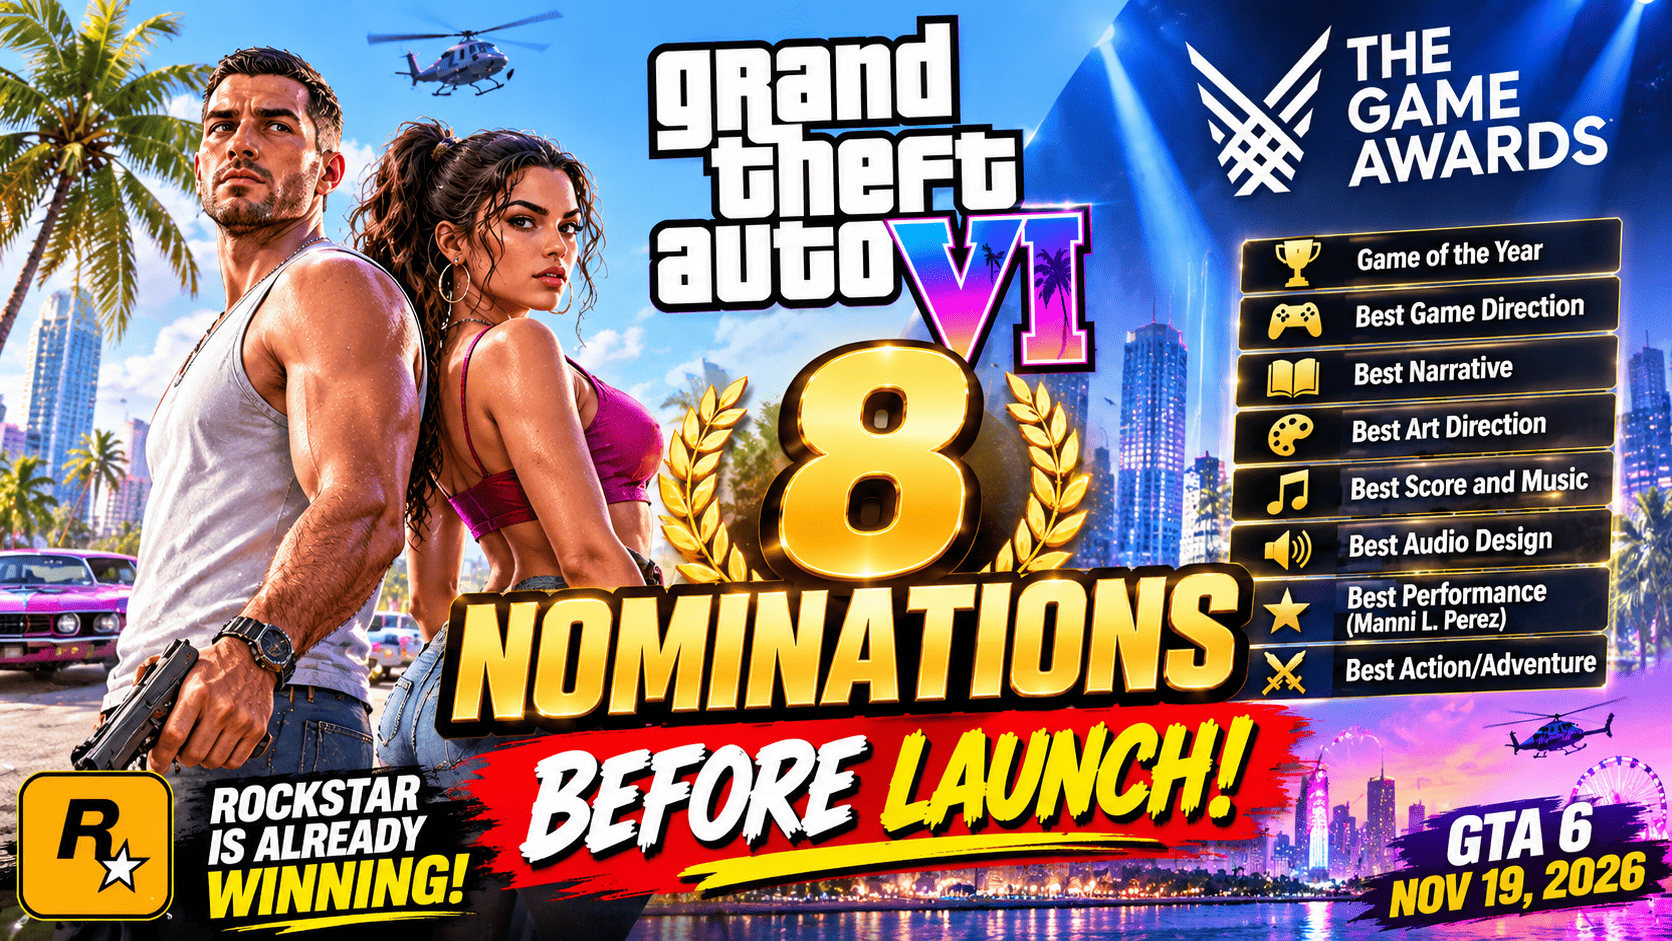 grand
theft
auto VI
THE
GAME
AWARDS
Game of the Year
Best Game Direction
Best Narrative
Best Art Direction
Best Score and Music
Best Audio Design
Best Performance
(Manni L. Perez)
Best Action/Adventure
8
NOMINATIONS
BEFORE LAUNCH!
R
ROCKSTAR
IS ALREADY
WINNING!
GTA 6
NOV 19, 2026